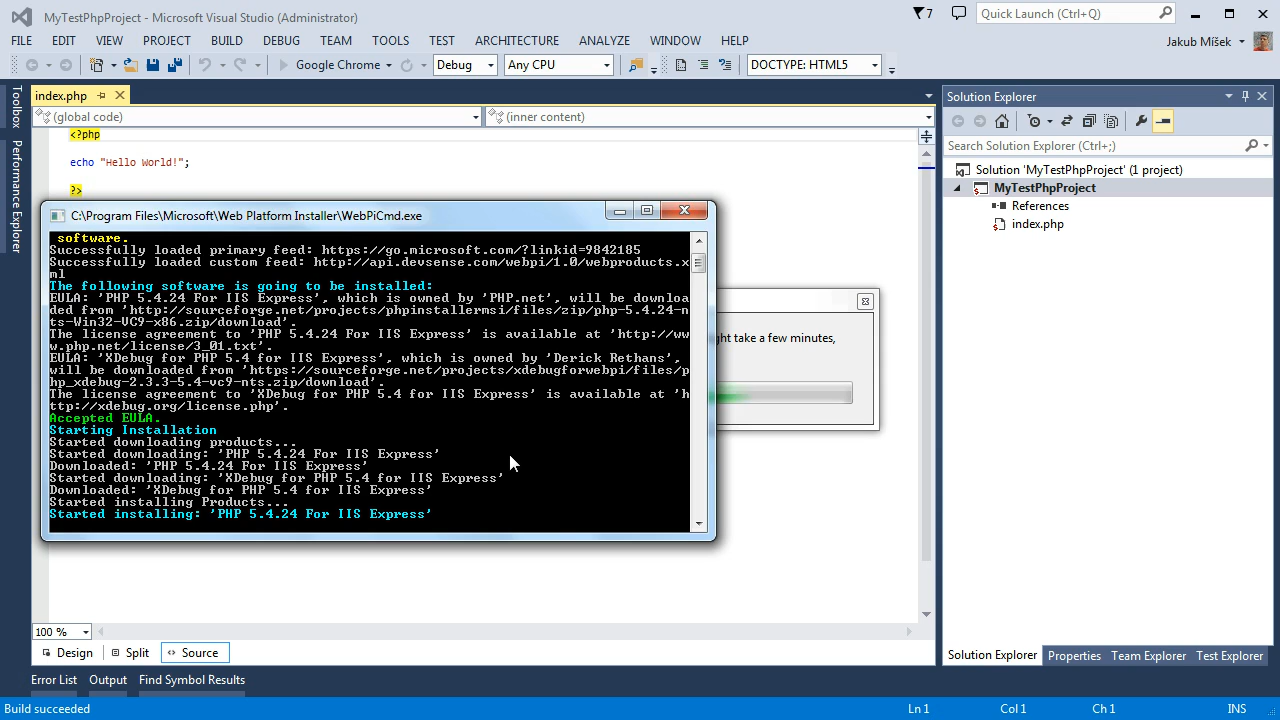 MyTestPhpProject - Microsoft Visual Studio (Administrator)
7
Quick Launch (Ctrl+Q)
FILE EDIT VIEW PROJECT BUILD DEBUG TEAM TOOLS TEST ARCHITECTURE ANALYZE WINDOW HELP
Jakub Míšek
Google Chrome
Debug
Any CPU
DOCTYPE: HTML5
Toolbox
Performance Explorer
index.php
(global code)
(inner content)
<?php
echo "Hello World!";
?>
C:\Program Files\Microsoft\Web Platform Installer\WebPiCmd.exe
software.
Successfully loaded primary feed: https://go.microsoft.com/?linkid=9842185
Successfully loaded custom feed: http://api.devsense.com/webpi/1.0/webproducts.x
ml
The following software is going to be installed:
EULA: 'PHP 5.4.24 For IIS Express', which is owned by 'PHP.net', will be downloa
ded from 'http://sourceforge.net/projects/phpinstallermsi/files/zip/php-5.4.24-n
ts-Win32-VC9-x86.zip/download'.
The license agreement to 'PHP 5.4.24 For IIS Express' is available at 'http://ww
w.php.net/license/3_01.txt'.
EULA: 'XDebug for PHP 5.4 for IIS Express', which is owned by 'Derick Rethans',
will be downloaded from 'https://sourceforge.net/projects/xdebugforwebpi/files/p
hp_xdebug-2.3.3-5.4-vc9-nts.zip/download'.
The license agreement to 'XDebug for PHP 5.4 for IIS Express' is available at 'h
ttp://xdebug.org/license.php'.
Accepted EULA.
Starting Installation
Started downloading products...
Started downloading: 'PHP 5.4.24 For IIS Express'
Downloaded: 'PHP 5.4.24 For IIS Express'
Started downloading: 'XDebug for PHP 5.4 for IIS Express'
Downloaded: 'XDebug for PHP 5.4 for IIS Express'
Started installing Products...
Started installing: 'PHP 5.4.24 For IIS Express'
ght take a few minutes,
100 %
Design Split Source
Error List Output Find Symbol Results
Build succeeded
Ln 1 Col 1 Ch 1 INS
Solution Explorer
Search Solution Explorer (Ctrl+;)
Solution 'MyTestPhpProject' (1 project)
MyTestPhpProject
References
index.php
Solution Explorer Properties Team Explorer Test Explorer